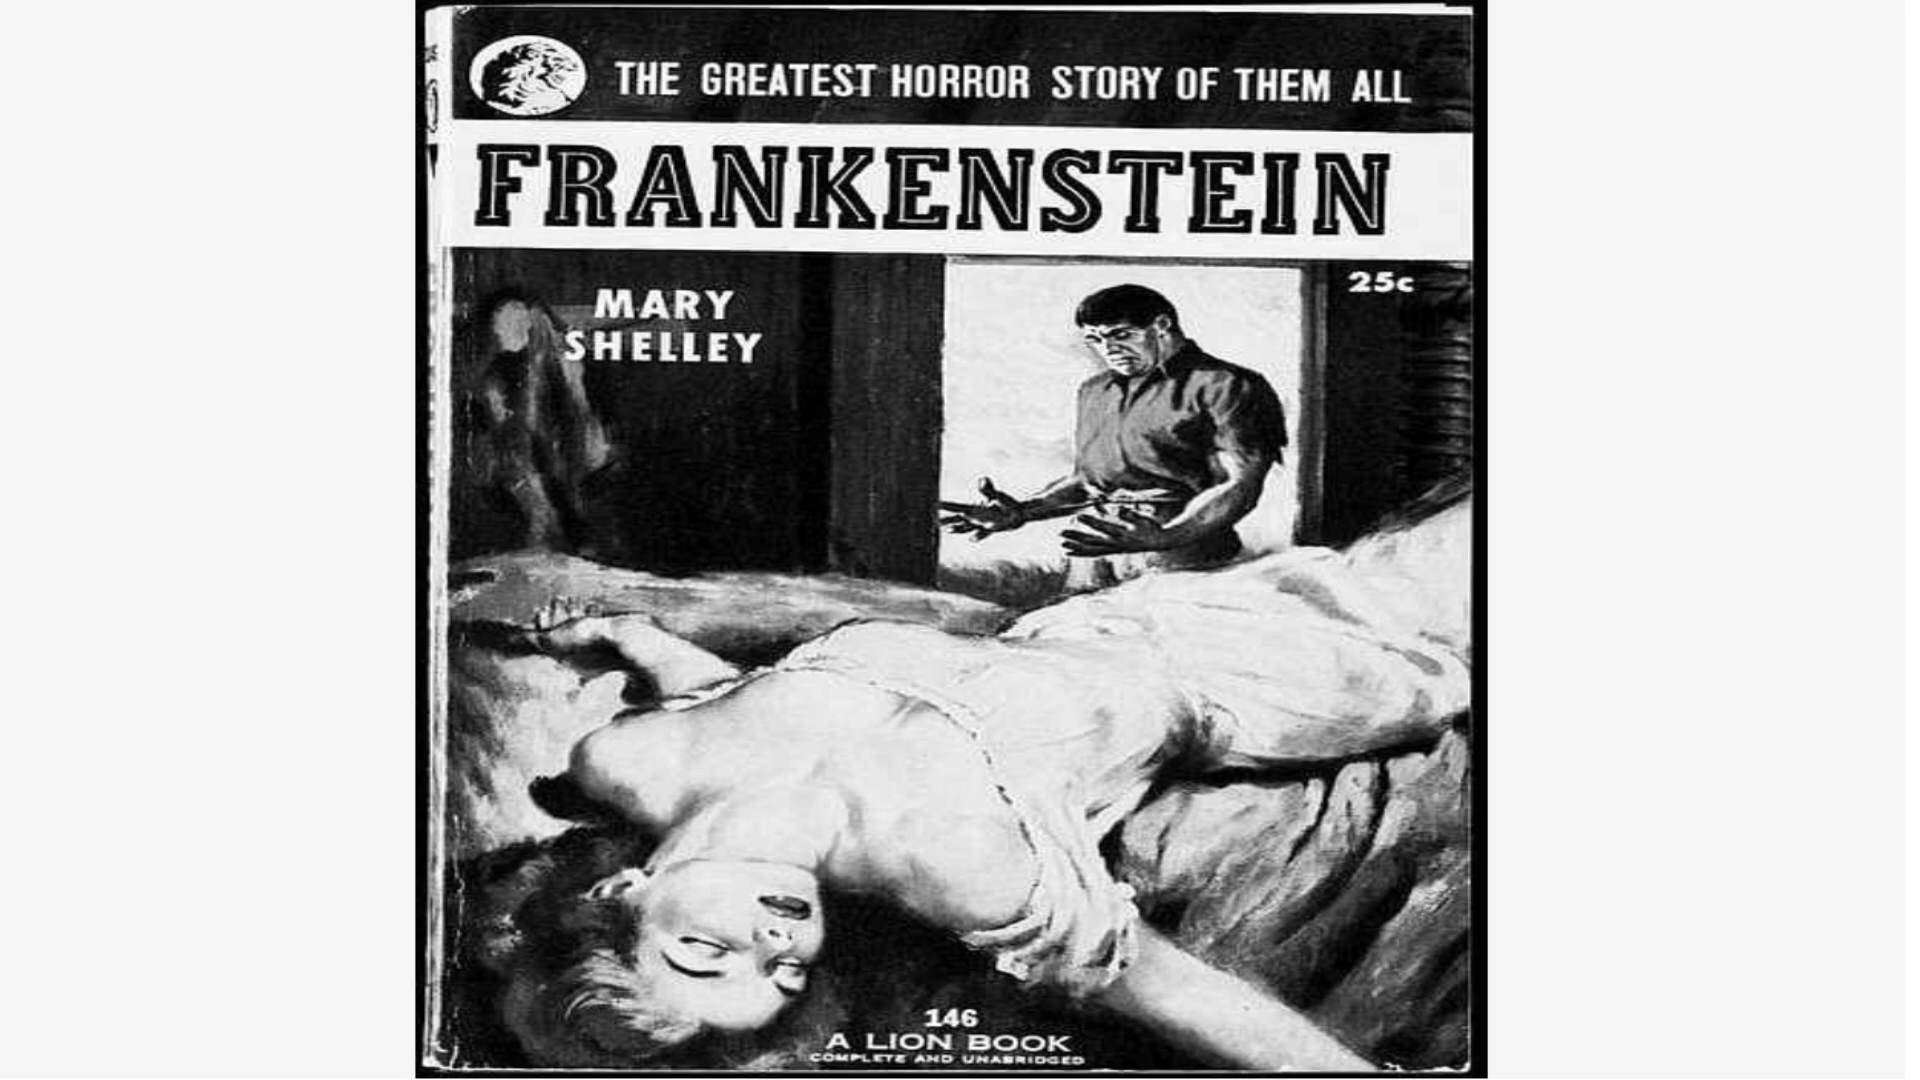 THE GREATEST HORROR STORY OF THEM ALL
FRANKENSTEIN
25c
MARY
SHELLEY
146
A LION BOOK
COMPLETE AND UNABRIDGED